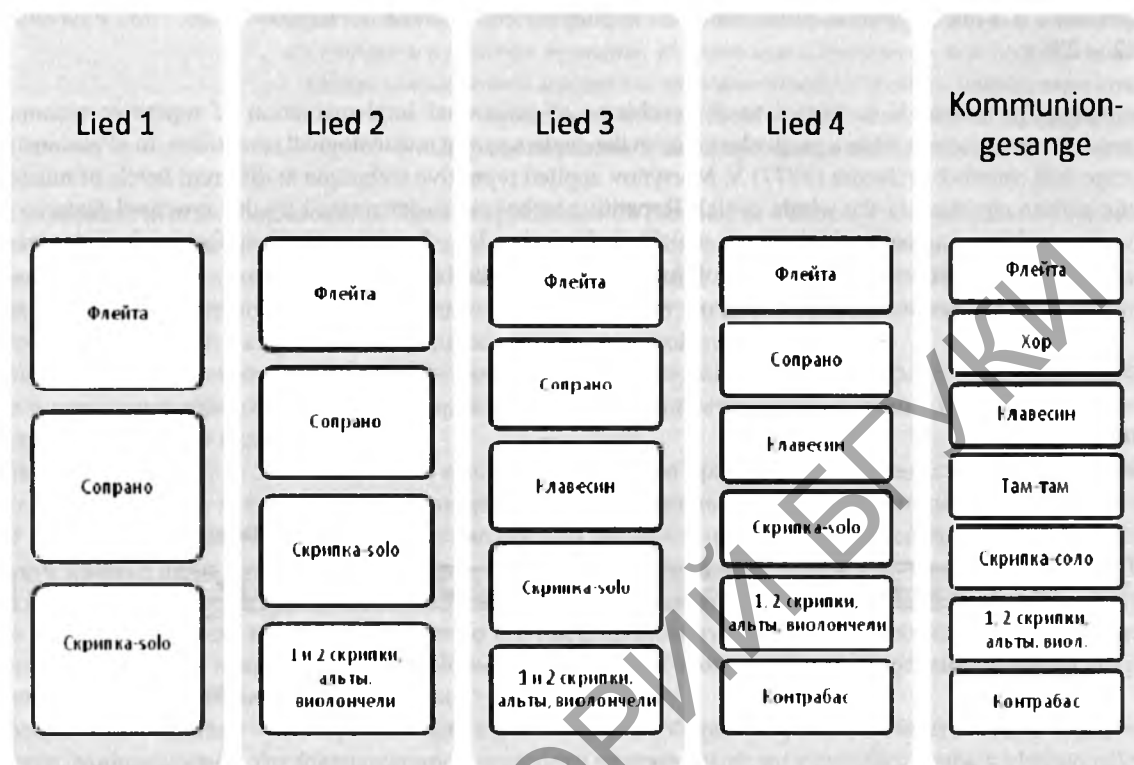 Lied 1
Флейта
Сопрано
Скрипка-solo
Lied 2
Флейта
Сопрано
Скрипка-solo
1 и 2 скрипки,
альты,
виолончели
Lied 3
Флейта
Сопрано
Клавесин
Скрипка-solo
1 и 2 скрипки,
альты, виолончели
Lied 4
Флейта
Сопрано
Клавесин
Скрипка-solo
1, 2 скрипки,
альты, виолончели
Контрабас
Kommunion-
gesange
Флейта
Хор
Клавесин
Там-там
Скрипка-соло
1, 2 скрипки,
альты, виол.
Контрабас
БГУКИ